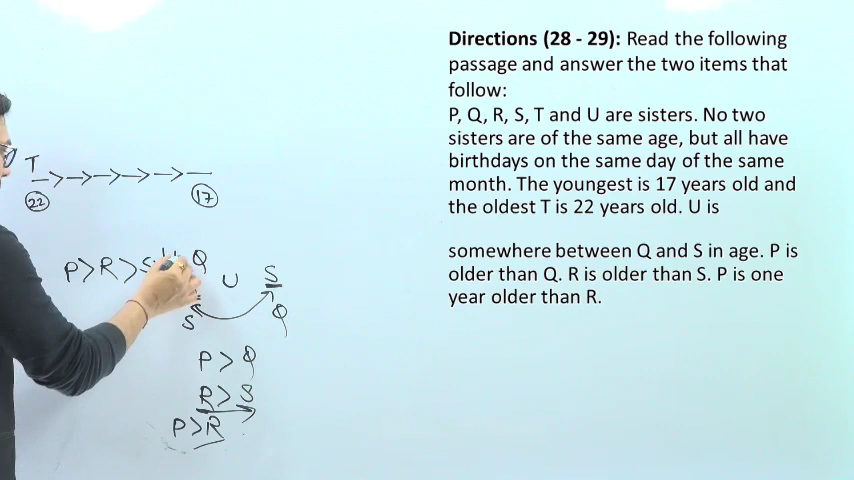 T
> > > > >
22 17
P > R > S U Q
U S
S Q
P > Q
R > S
P > R
Directions (28 - 29): Read the following
passage and answer the two items that
follow:
P, Q, R, S, T and U are sisters. No two
sisters are of the same age, but all have
birthdays on the same day of the same
month. The youngest is 17 years old and
the oldest T is 22 years old. U is
somewhere between Q and S in age. P is
older than Q. R is older than S. P is one
year older than R.